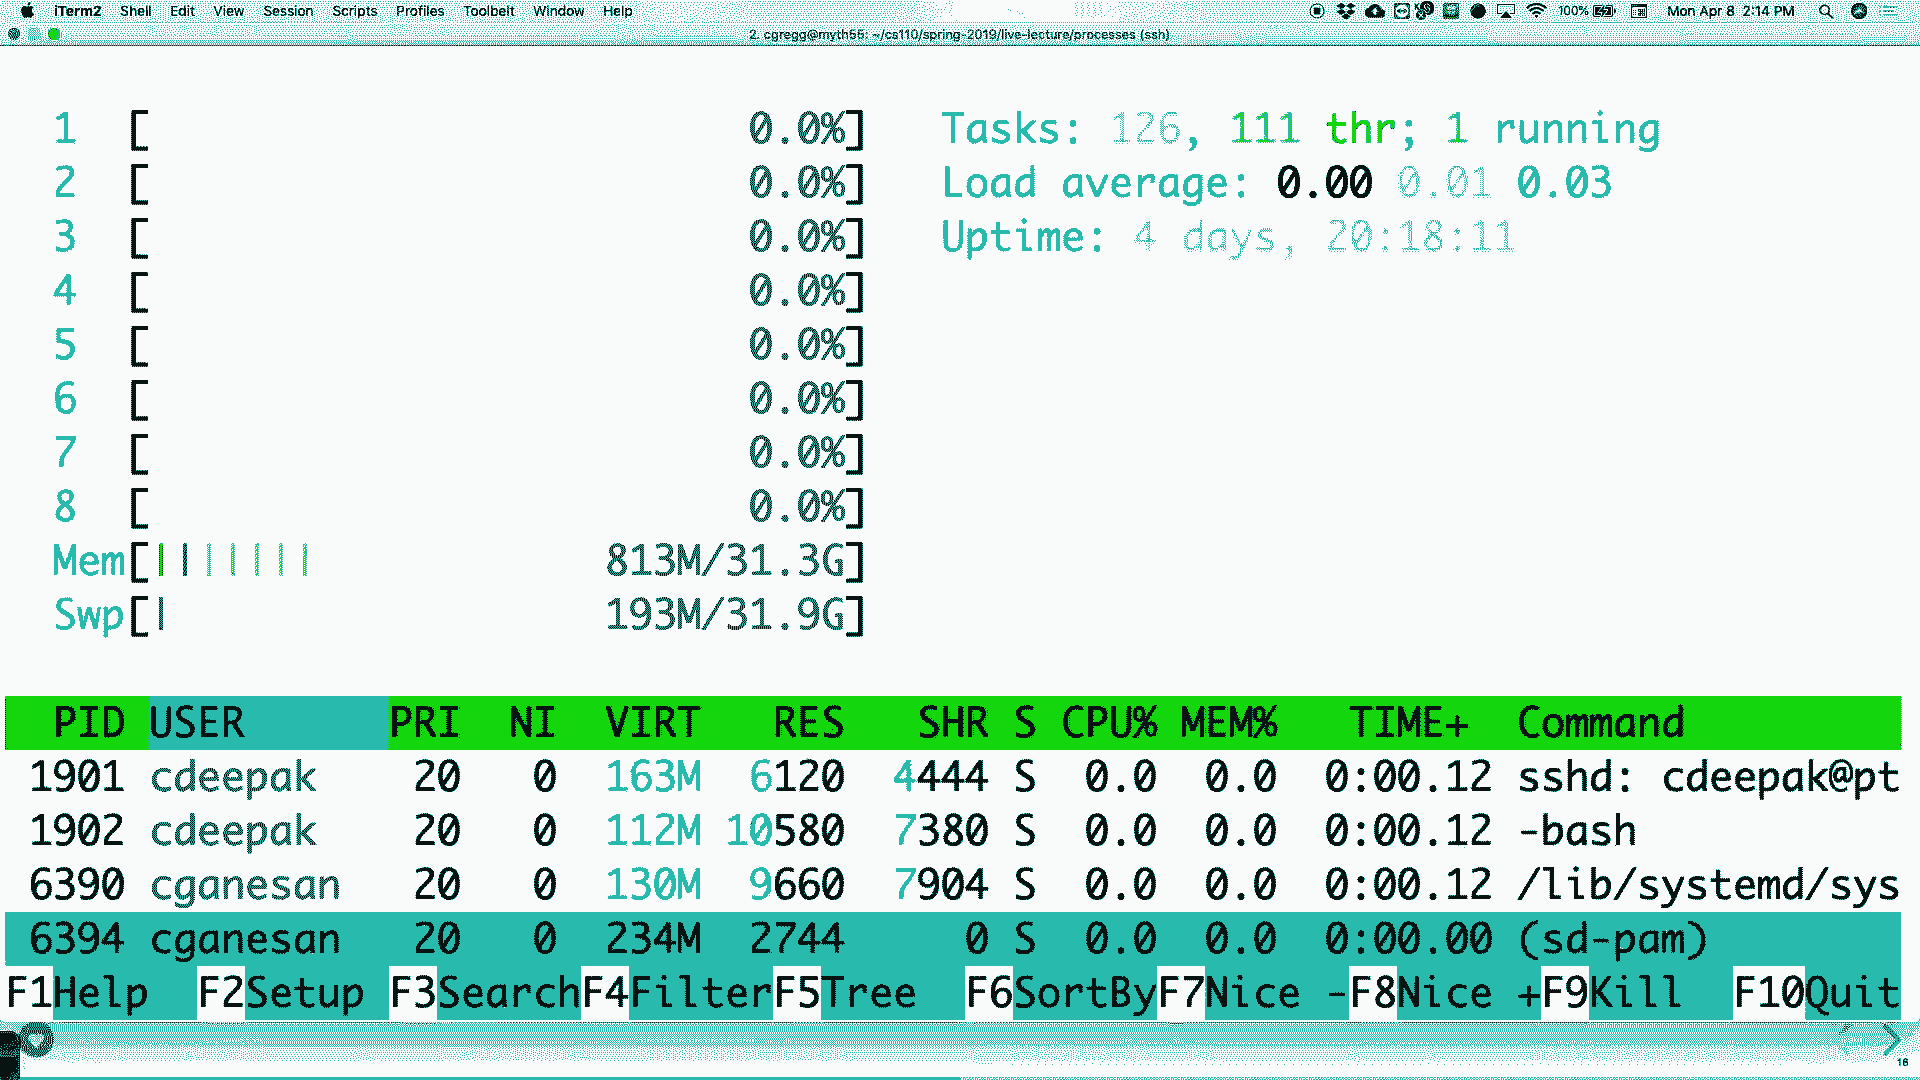 iTerm2 Shell Edit View Session Scripts Profiles Toolbelt Window Help 100% Mon Apr 8 2:14 PM
2. cgregg@myth55: ~/cs110/spring-2019/live-lecture/processes (ssh)
1 [ 0.0%] Tasks: 126, 111 thr; 1 running
2 [ 0.0%] Load average: 0.00 0.01 0.03
3 [ 0.0%] Uptime: 4 days, 20:18:11
4 [ 0.0%]
5 [ 0.0%]
6 [ 0.0%]
7 [ 0.0%]
8 [ 0.0%]
Mem[||||||| 813M/31.3G]
Swp[| 193M/31.9G]
PID USER PRI NI VIRT RES SHR S CPU% MEM% TIME+ Command
1901 cdeepak 20 0 163M 6120 4444 S 0.0 0.0 0:00.12 sshd: cdeepak@pt
1902 cdeepak 20 0 112M 10580 7380 S 0.0 0.0 0:00.12 -bash
6390 cganesan 20 0 130M 9660 7904 S 0.0 0.0 0:00.12 /lib/systemd/sys
6394 cganesan 20 0 234M 2744 0 S 0.0 0.0 0:00.00 (sd-pam)
F1Help F2Setup F3SearchF4FilterF5Tree F6SortByF7Nice -F8Nice +F9Kill F10Quit
16